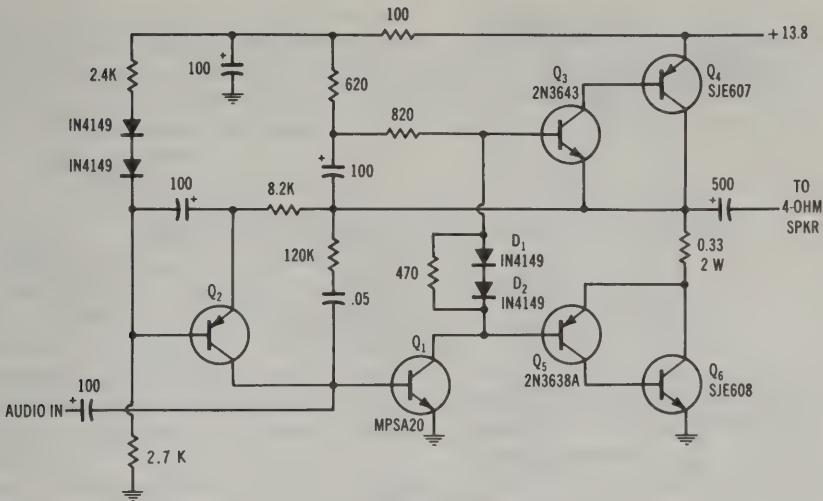 100
+ 13.8
2.4K
100
+
620
Q3
2N3643
Q4
SJE607
IN4149
820
IN4149
+
100
100
+
8.2K
+
500
TO
4-OHM
SPKR
120K
D1
IN4149
0.33
2 W
470
D2
IN4149
.05
Q2
Q1
Q5
2N3638A
Q6
SJE608
100
AUDIO IN
+
MPSA20
2.7 K